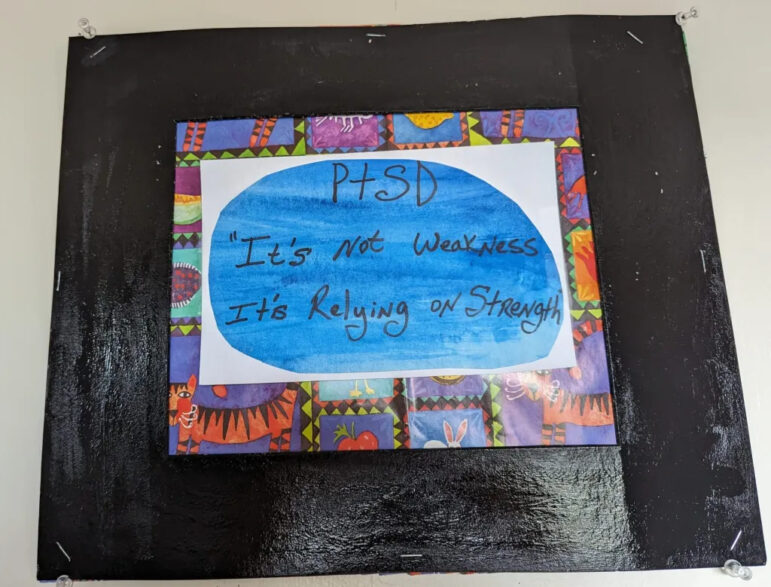 PtSD
"It's Not Weakness
It's Relying on Strength